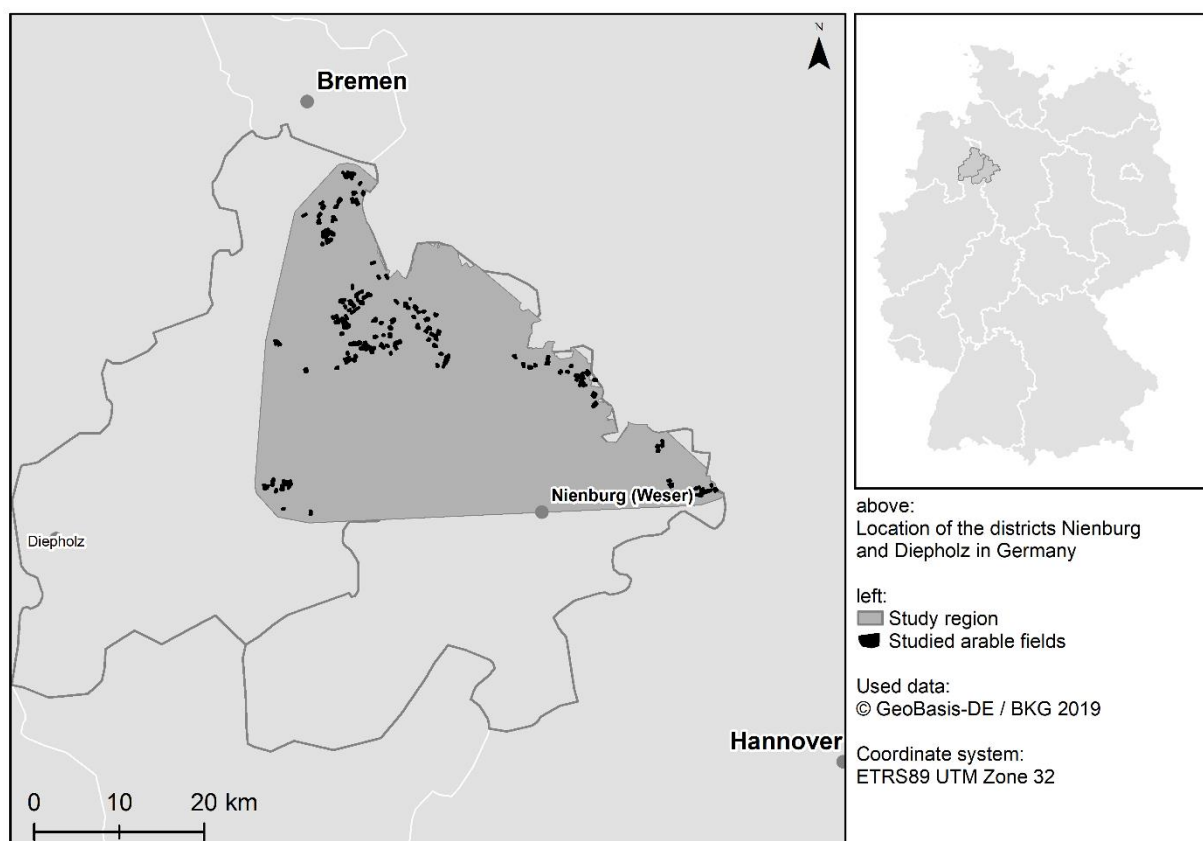 N
Bremen
Nienburg (Weser)
Diepholz
Hannover
0 10 20 km
above:
Location of the districts Nienburg
and Diepholz in Germany
left:
Study region
Studied arable fields
Used data:
© GeoBasis-DE / BKG 2019
Coordinate system:
ETRS89 UTM Zone 32